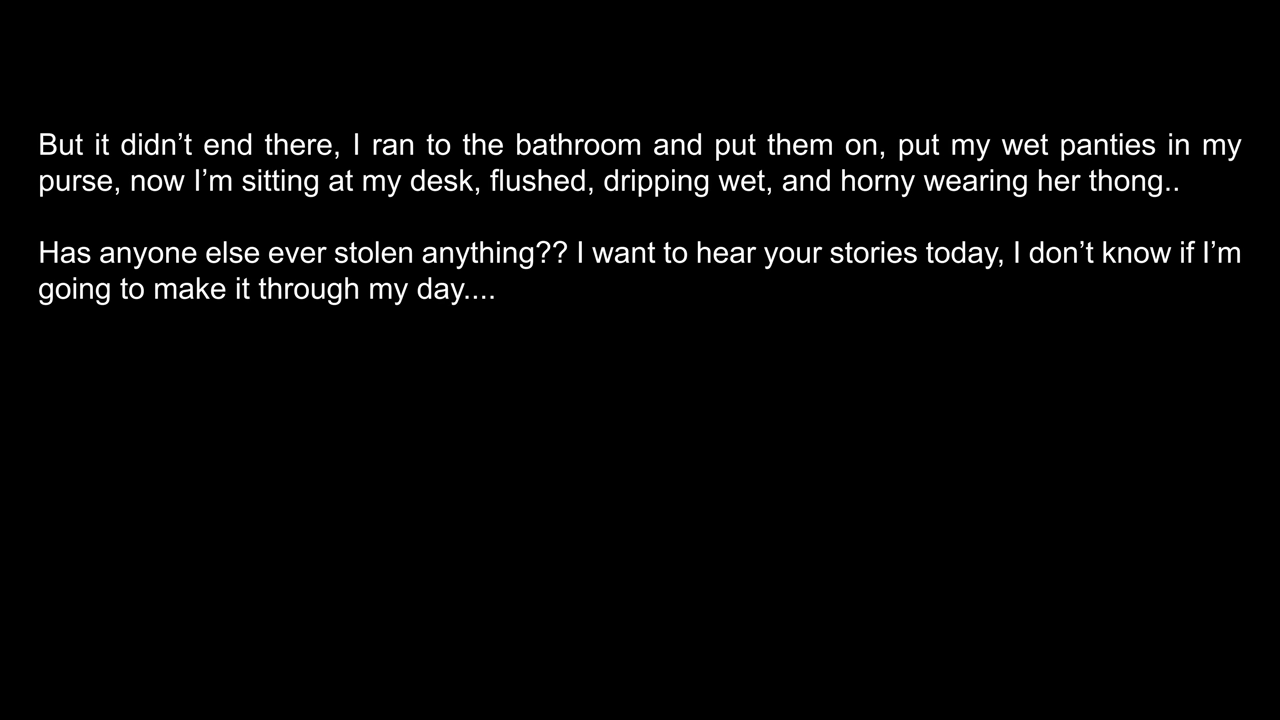 But it didn’t end there, I ran to the bathroom and put them on, put my wet panties in my
purse, now I’m sitting at my desk, flushed, dripping wet, and horny wearing her thong..
Has anyone else ever stolen anything?? I want to hear your stories today, I don’t know if I’m
going to make it through my day....